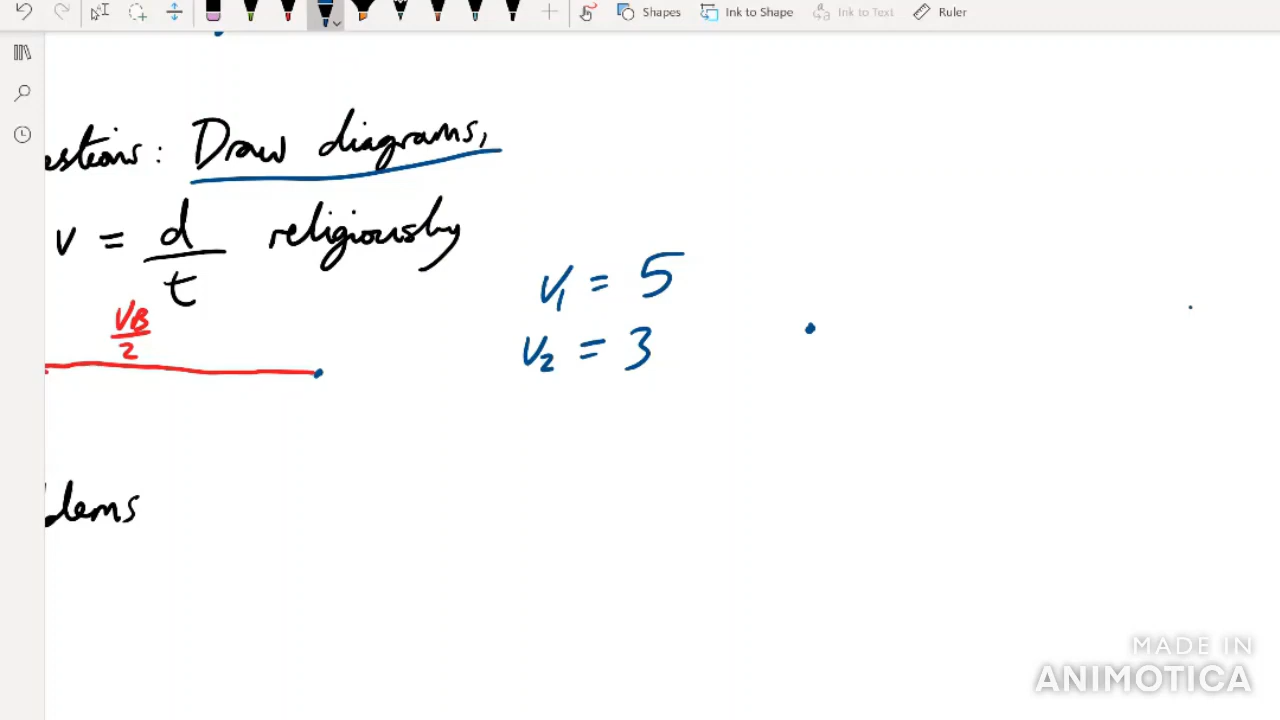 Shapes
Ink to Shape
Ink to Text
Ruler
estions: Draw diagrams,
v = d/t religiously
v₁ = 5
VB/2
v₂ = 3
blems
MADE IN
ANIMOTICA